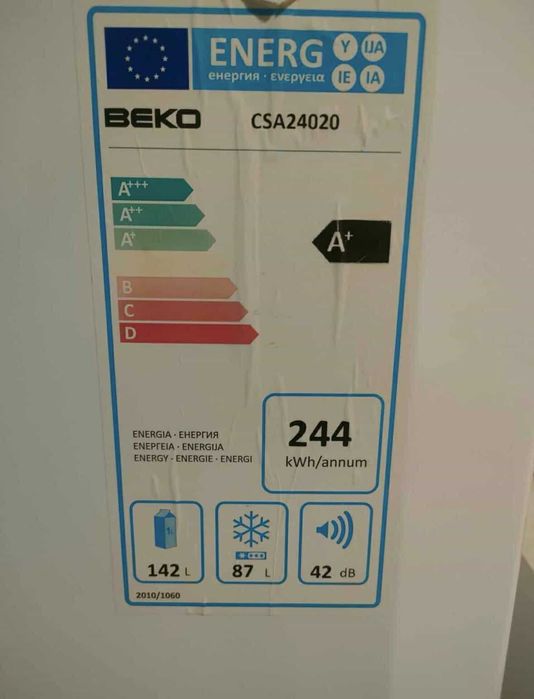 ENERG Y IJA
енергия · ενεργεια IE IA
BEKO CSA24020
A+++
A++
A+
A+
B
C
D
ENERGIA · ЕНЕРГИЯ
ΕΝΕΡΓΕΙΑ · ENERGIJA
ENERGY · ENERGIE · ENERGI
244
kWh/annum
142 L
87 L
42 dB
2010/1060